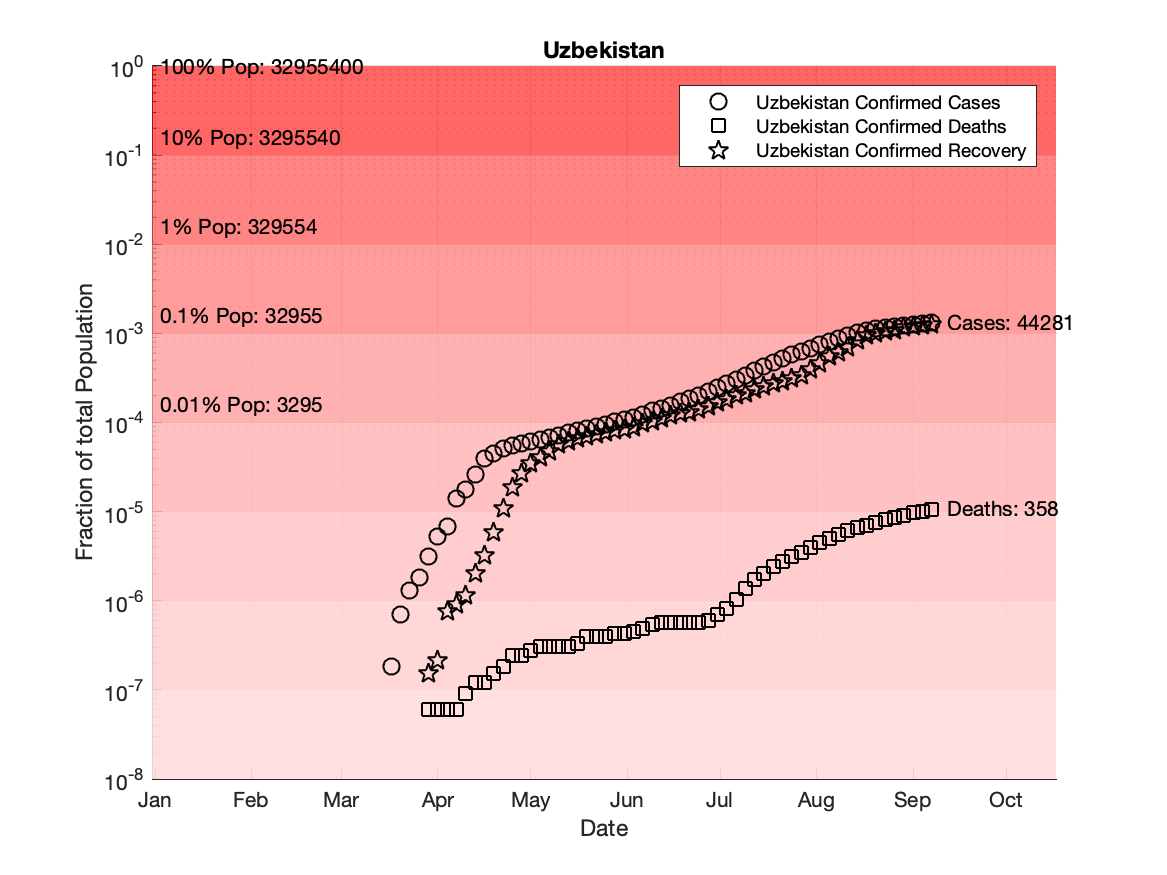 Uzbekistan
10^0
100% Pop: 32955400
Uzbekistan Confirmed Cases
Uzbekistan Confirmed Deaths
Uzbekistan Confirmed Recovery
10% Pop: 3295540
10^-1
1% Pop: 329554
10^-2
0.1% Pop: 32955
10^-3
Cases: 44281
0.01% Pop: 3295
10^-4
10^-5
Deaths: 358
10^-6
10^-7
10^-8
Fraction of total Population
Jan Feb Mar Apr May Jun Jul Aug Sep Oct
Date